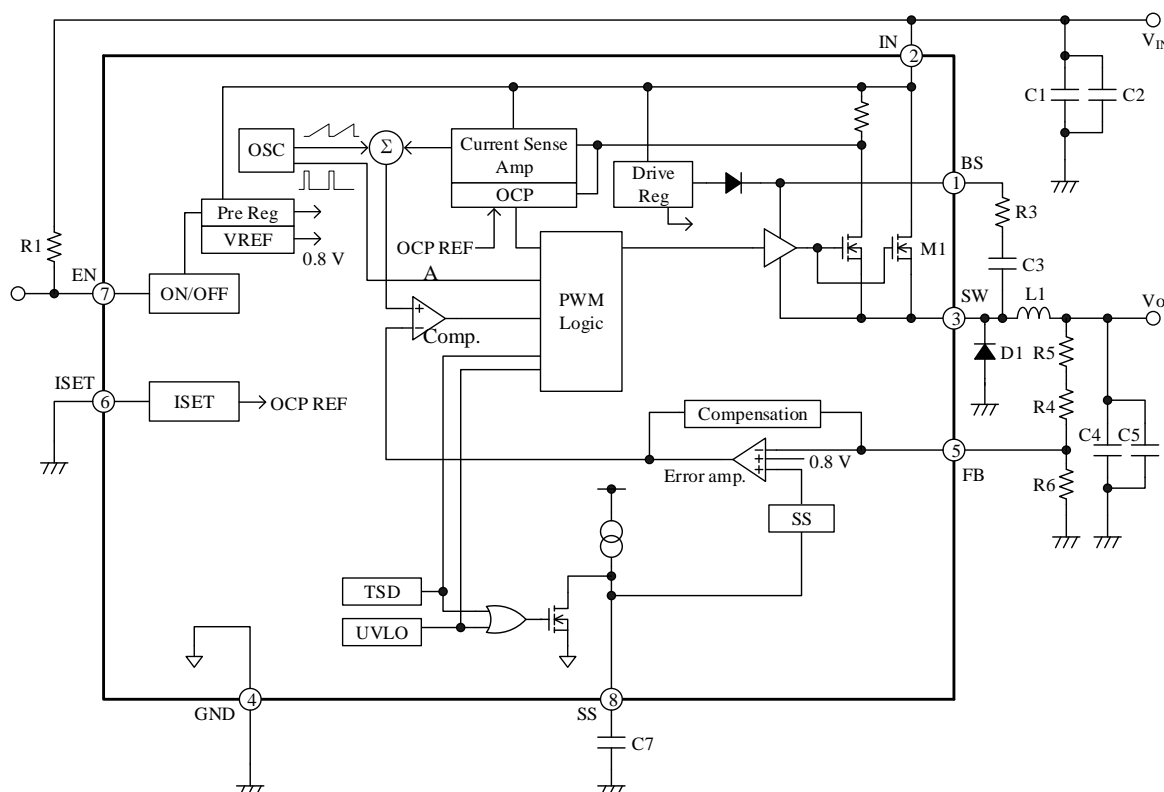 V_IN
IN
2
C1
C2
OSC
Σ
Current Sense
Amp
OCP
Drive
Reg
BS
1
R3
Pre Reg
VREF
0.8 V
R1
OCP REF
M1
C3
EN
7
ON/OFF
A
PWM
Logic
SW
3
L1
Vo
+
−
Comp.
D1
R5
ISET
6
ISET
OCP REF
R4
Compensation
C4
C5
−
+
+
0.8 V
Error amp.
5
FB
R6
SS
TSD
UVLO
4
GND
8
SS
C7